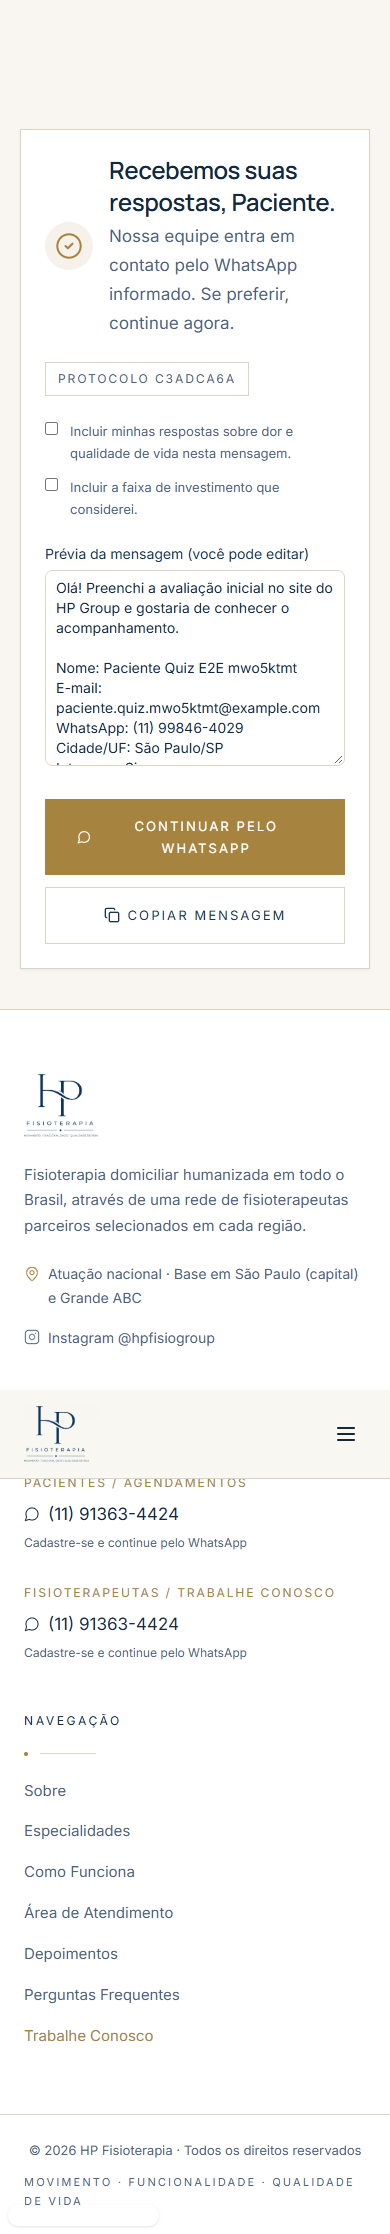 Recebemos suas
respostas, Paciente.
Nossa equipe entra em
contato pelo WhatsApp
informado. Se preferir,
continue agora.
PROTOCOLO C3ADCA6A
Incluir minhas respostas sobre dor e
qualidade de vida nesta mensagem.
Incluir a faixa de investimento que
considerei.
Prévia da mensagem (você pode editar)
Olá! Preenchi a avaliação inicial no site do
HP Group e gostaria de conhecer o
acompanhamento.
Nome: Paciente Quiz E2E mwo5ktmt
E-mail:
paciente.quiz.mwo5ktmt@example.com
WhatsApp: (11) 99846-4029
Cidade/UF: São Paulo/SP
CONTINUAR PELO
WHATSAPP
COPIAR MENSAGEM
HP
FISIOTERAPIA
Fisioterapia domiciliar humanizada em todo o
Brasil, através de uma rede de fisioterapeutas
parceiros selecionados em cada região.
Atuação nacional · Base em São Paulo (capital)
e Grande ABC
Instagram @hpfisiogroup
HP
FISIOTERAPIA
PACIENTES / AGENDAMENTOS
(11) 91363-4424
Cadastre-se e continue pelo WhatsApp
FISIOTERAPEUTAS / TRABALHE CONOSCO
(11) 91363-4424
Cadastre-se e continue pelo WhatsApp
NAVEGAÇÃO
Sobre
Especialidades
Como Funciona
Área de Atendimento
Depoimentos
Perguntas Frequentes
Trabalhe Conosco
© 2026 HP Fisioterapia · Todos os direitos reservados
MOVIMENTO · FUNCIONALIDADE · QUALIDADE
DE VIDA